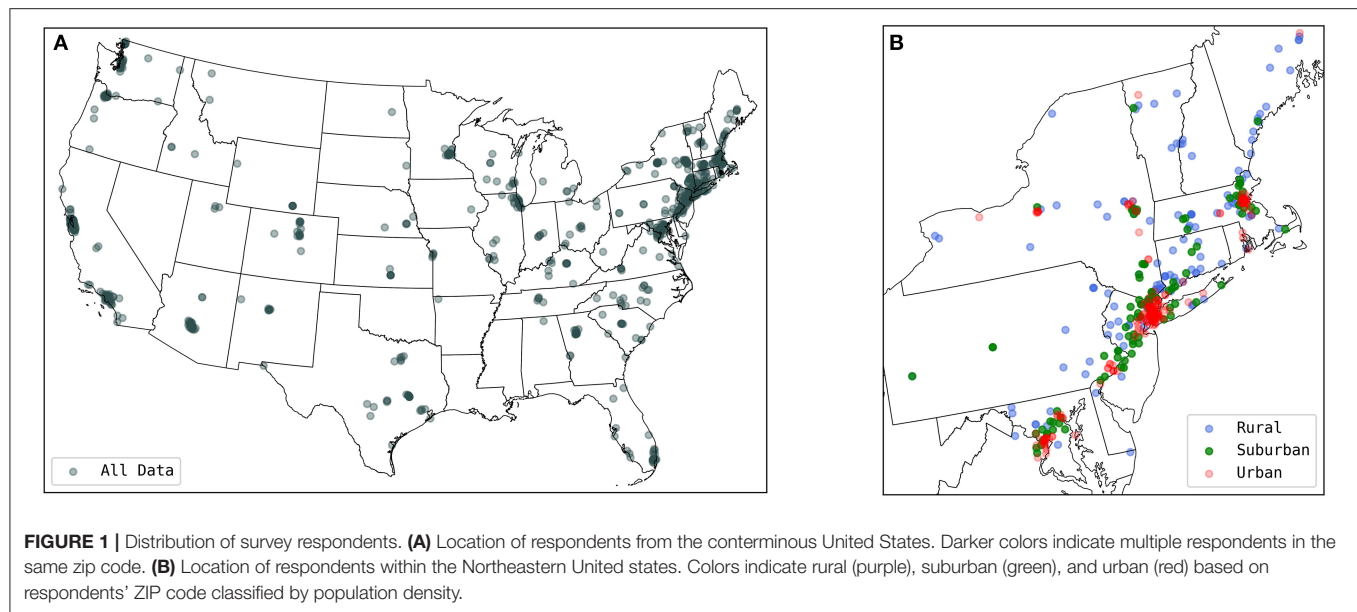 A
All Data
B
Rural
Suburban
Urban
FIGURE 1 | Distribution of survey respondents. (A) Location of respondents from the conterminous United States. Darker colors indicate multiple respondents in the
same zip code. (B) Location of respondents within the Northeastern United states. Colors indicate rural (purple), suburban (green), and urban (red) based on
respondents' ZIP code classified by population density.